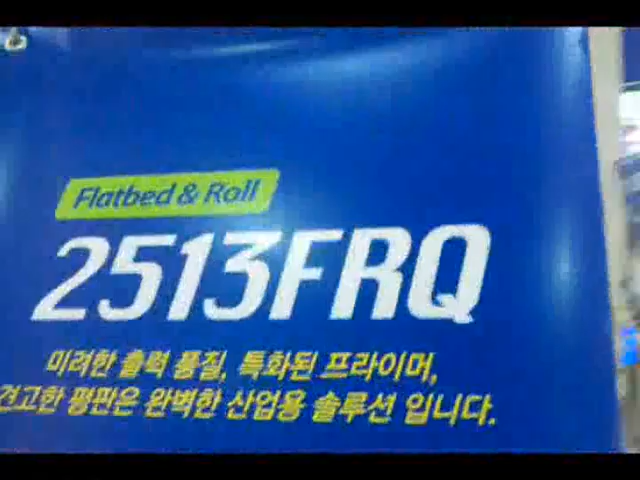 Flatbed & Roll
2513FRQ
미려한 출력 품질, 특화된 프라이머,
견고한 평판은 완벽한 산업용 솔루션 입니다.